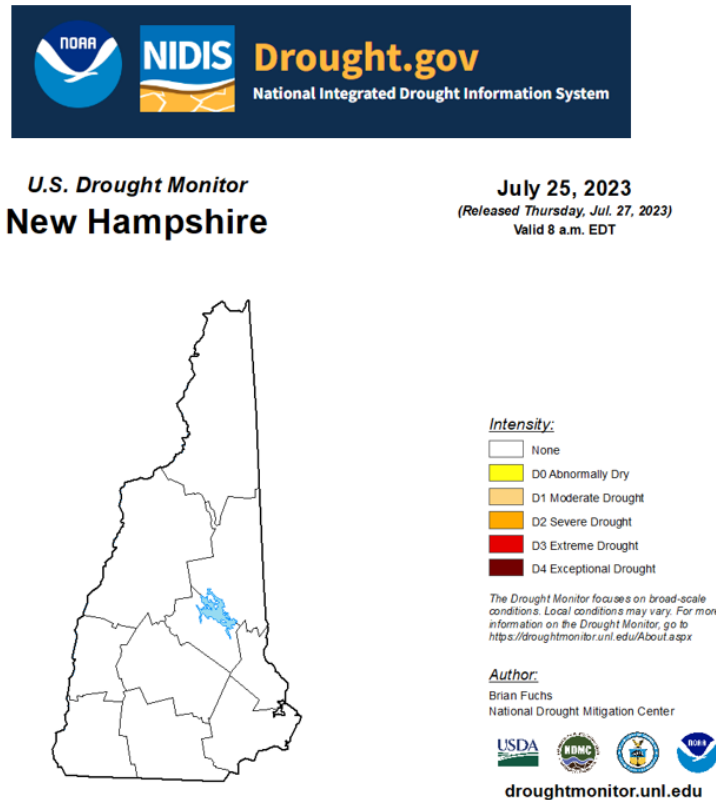 NOAA
NIDIS
Drought.gov
National Integrated Drought Information System
U.S. Drought Monitor
New Hampshire
July 25, 2023
(Released Thursday, Jul. 27, 2023)
Valid 8 a.m. EDT
Intensity:
None
D0 Abnormally Dry
D1 Moderate Drought
D2 Severe Drought
D3 Extreme Drought
D4 Exceptional Drought
The Drought Monitor focuses on broad-scale
conditions. Local conditions may vary. For more
information on the Drought Monitor, go to
https://droughtmonitor.unl.edu/About.aspx
Author:
Brian Fuchs
National Drought Mitigation Center
USDA
NDMC
NOAA
droughtmonitor.unl.edu